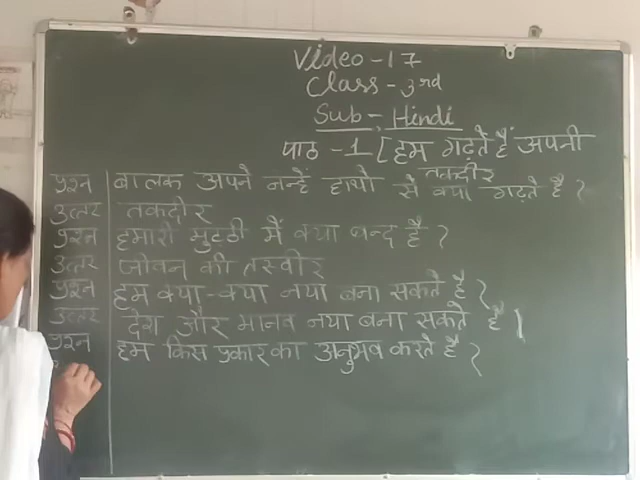 Video-17
Class-3rd
Sub-Hindi
पाठ -1 [हम गढ़ते हैं अपनी
तकदीर
प्रश्न बालक अपने नन्हें हाथो से क्या गढ़ते है?
उत्तर तकदीर
प्रश्न हमारी मुट्ठी में क्या बन्द है?
उत्तर जीवन की तस्वीर
प्रश्न हम क्या-क्या नया बना सकते है?
उत्तर देश और मानव नया बना सकते है।
प्रश्न हम किस प्रकार का अनुभव करते है?